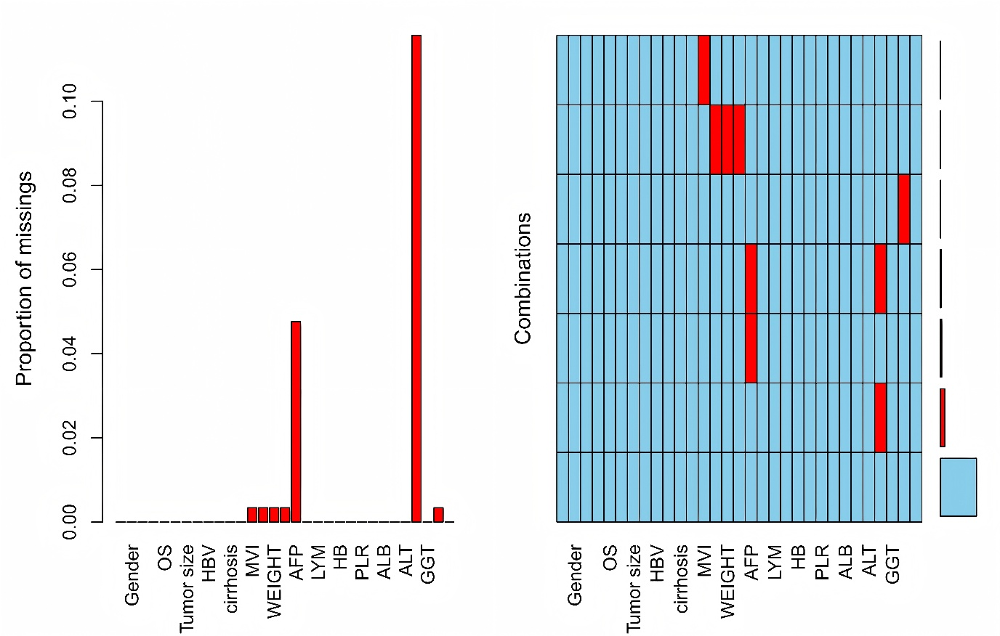 Proportion of missings
0.10
0.08
0.06
0.04
0.02
0.00
Gender
OS
Tumor size
HBV
cirrhosis
MVI
WEIGHT
AFP
LYM
HB
PLR
ALB
ALT
GGT
Combinations
Gender
OS
Tumor size
HBV
cirrhosis
MVI
WEIGHT
AFP
LYM
HB
PLR
ALB
ALT
GGT